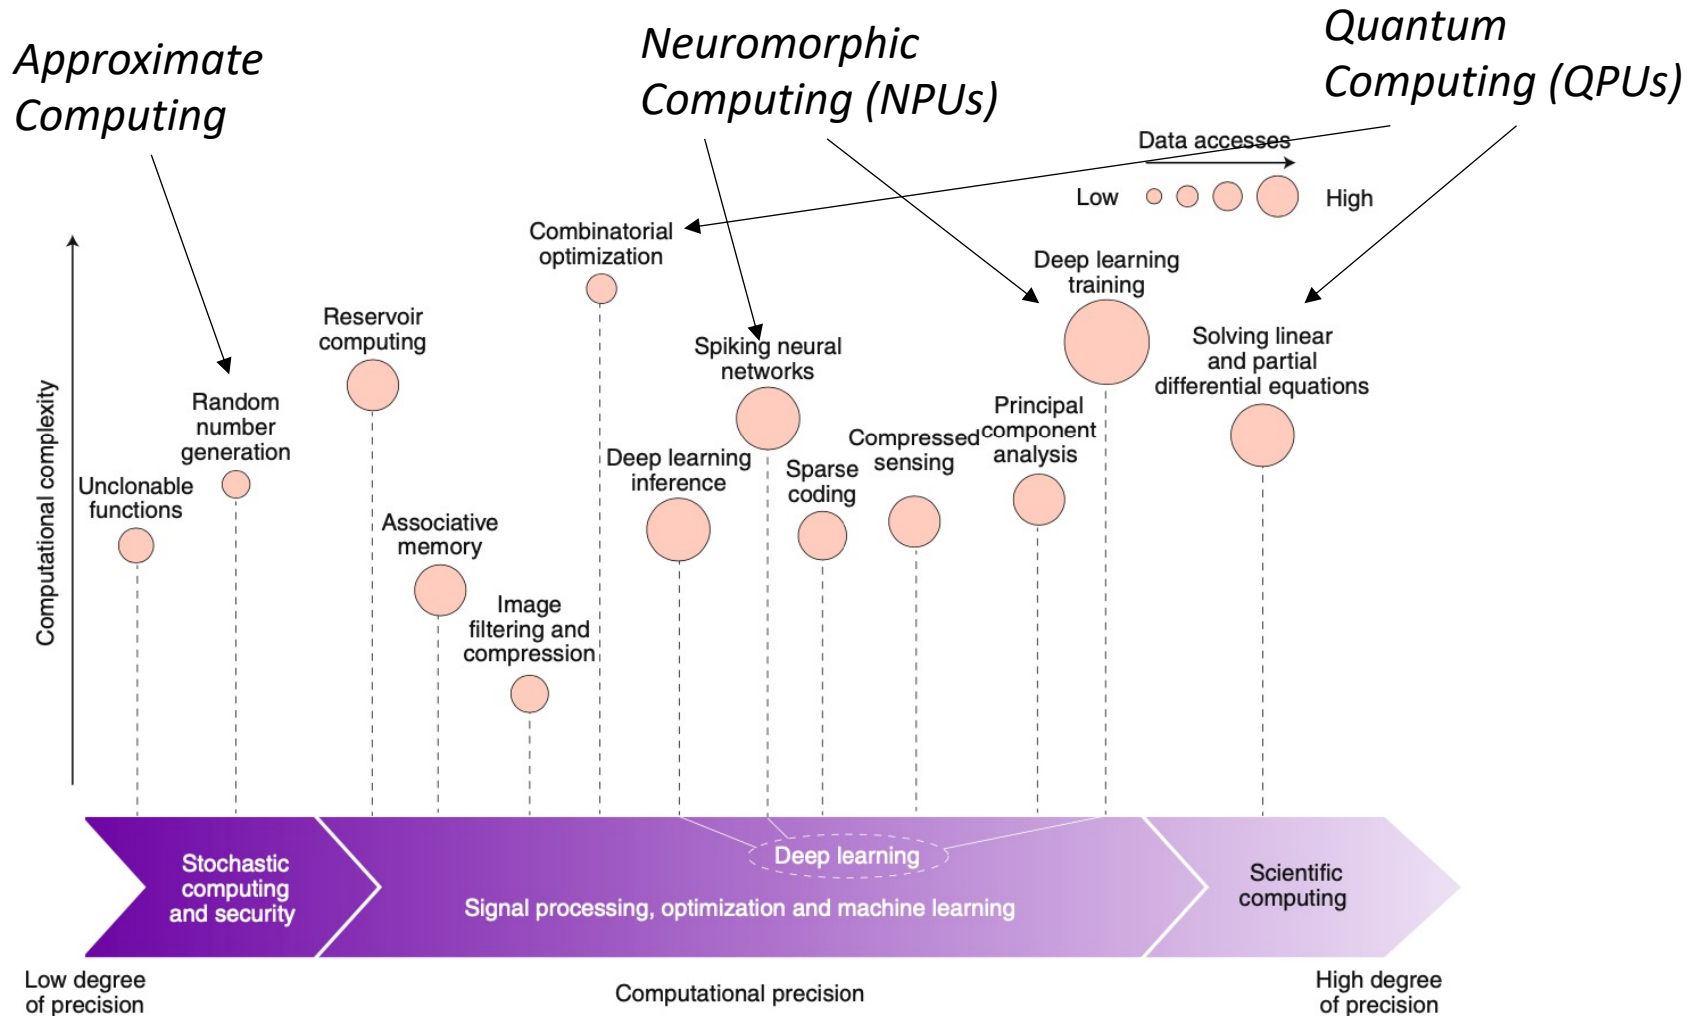 Approximate
Computing
Neuromorphic
Computing (NPUs)
Quantum
Computing (QPUs)
Data accesses
Low
High
Combinatorial
optimization
Deep learning
training
Reservoir
computing
Spiking neural
networks
Solving linear
and partial
differential equations
Random
number
generation
Principal
component
analysis
Compressed
sensing
Deep learning
inference
Sparse
coding
Unclonable
functions
Associative
memory
Image
filtering and
compression
Computational complexity
Stochastic
computing
and security
Deep learning
Signal processing, optimization and machine learning
Scientific
computing
Low degree
of precision
Computational precision
High degree
of precision